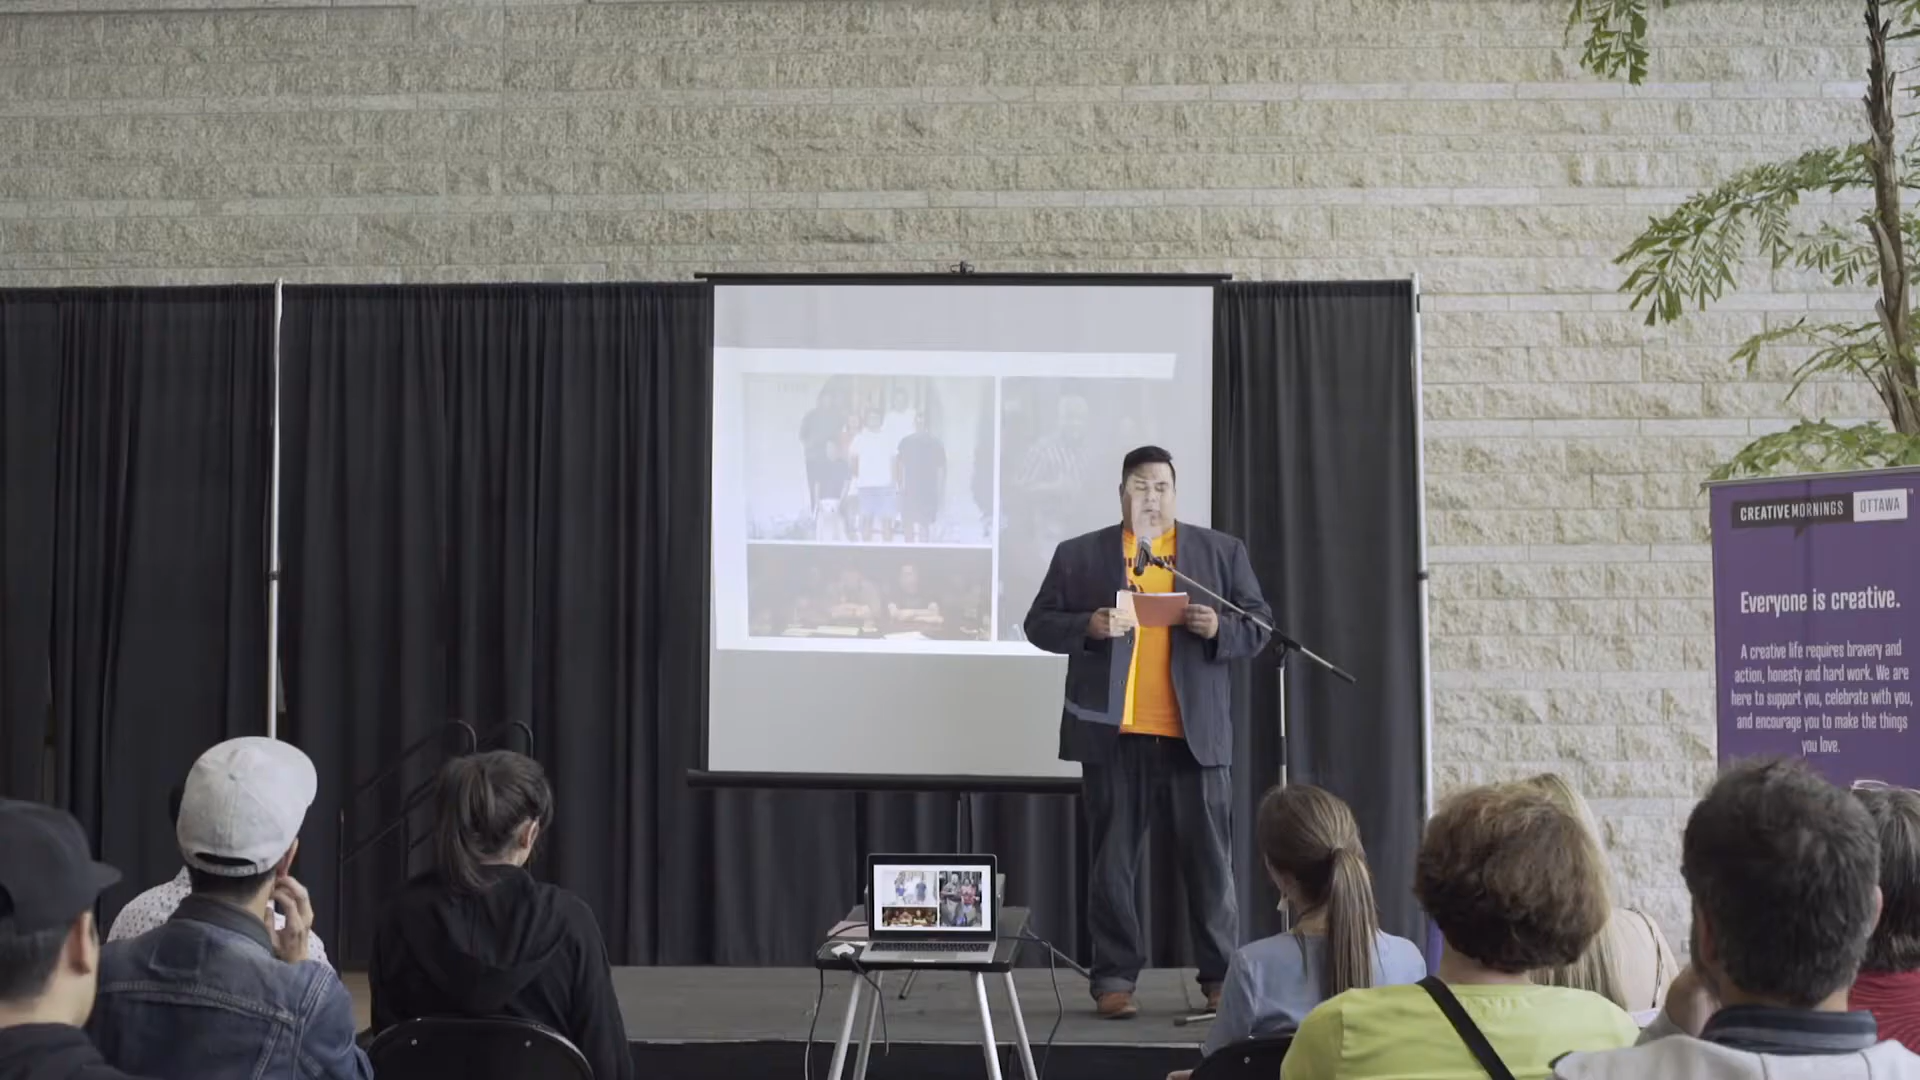 CREATIVEMORNINGS OTTAWA
Everyone is creative.
A creative life requires bravery and
action, honesty and hard work. We are
here to support you, celebrate with you,
and encourage you to make the things
you love.